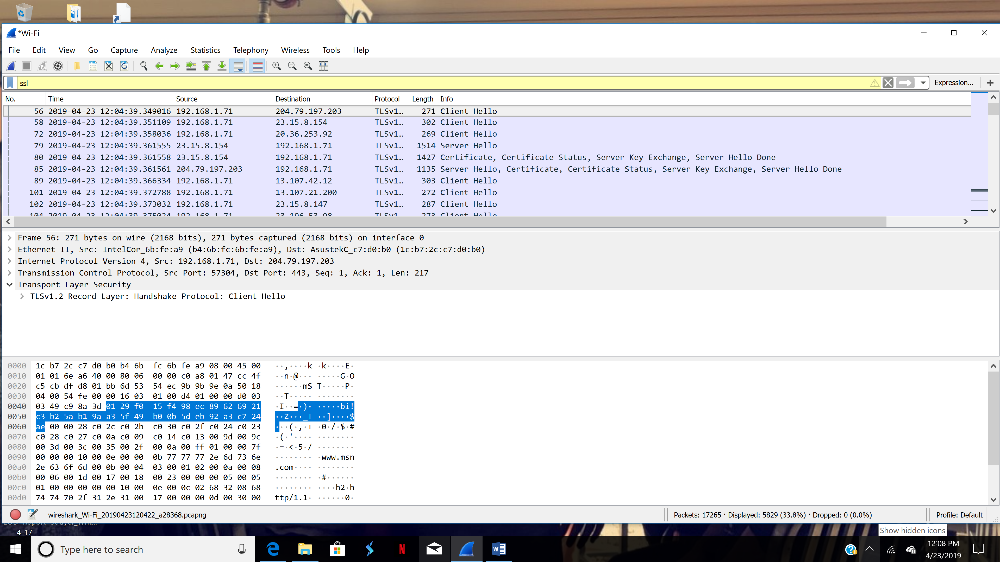 *Wi-Fi
File Edit View Go Capture Analyze Statistics Telephony Wireless Tools Help
ssl Expression... +
No. Time Source Destination Protocol Length Info
56 2019-04-23 12:04:39.349016 192.168.1.71 204.79.197.203 TLSv1… 271 Client Hello
58 2019-04-23 12:04:39.351109 192.168.1.71 23.15.8.154 TLSv1… 302 Client Hello
72 2019-04-23 12:04:39.358036 192.168.1.71 20.36.253.92 TLSv1… 269 Client Hello
79 2019-04-23 12:04:39.361555 23.15.8.154 192.168.1.71 TLSv1… 1514 Server Hello
80 2019-04-23 12:04:39.361558 23.15.8.154 192.168.1.71 TLSv1… 1427 Certificate, Certificate Status, Server Key Exchange, Server Hello Done
85 2019-04-23 12:04:39.361561 204.79.197.203 192.168.1.71 TLSv1… 1135 Server Hello, Certificate, Certificate Status, Server Key Exchange, Server Hello Done
89 2019-04-23 12:04:39.366334 192.168.1.71 13.107.42.12 TLSv1… 303 Client Hello
101 2019-04-23 12:04:39.372788 192.168.1.71 13.107.21.200 TLSv1… 272 Client Hello
102 2019-04-23 12:04:39.373032 192.168.1.71 23.15.8.147 TLSv1… 287 Client Hello
104 2019-04-23 12:04:39.375024 192.168.1.71 23.196.53.98 TLSv1… 273 Client Hello
Frame 56: 271 bytes on wire (2168 bits), 271 bytes captured (2168 bits) on interface 0
Ethernet II, Src: IntelCor_6b:fe:a9 (b4:6b:fc:6b:fe:a9), Dst: AsustekC_c7:d0:b0 (1c:b7:2c:c7:d0:b0)
Internet Protocol Version 4, Src: 192.168.1.71, Dst: 204.79.197.203
Transmission Control Protocol, Src Port: 57304, Dst Port: 443, Seq: 1, Ack: 1, Len: 217
Transport Layer Security
TLSv1.2 Record Layer: Handshake Protocol: Client Hello
0000 1c b7 2c c7 d0 b0 b4 6b fc 6b fe a9 08 00 45 00 ··,····k ·k····E·
0010 01 01 6e a6 40 00 80 06 00 00 c0 a8 01 47 cc 4f ··n·@··· ·····G·O
0020 c5 cb df d8 01 bb 6d 53 54 ec 9b 9b 9e 0a 50 18 ······mS T·····P·
0030 04 00 54 fe 00 00 16 03 01 00 d4 01 00 00 d0 03 ··T····· ········
0040 03 49 c9 8a 3d 01 29 f0 15 f4 98 ec 89 62 69 21 ·I··=·)· ·····bi!
0050 c3 b2 5a b1 9a a3 5f 49 b0 0b 5d eb 92 a3 c7 24 ··Z···_I ··]····$
0060 ae 00 00 28 c0 2c c0 2b c0 30 c0 2f c0 24 c0 23 ···(·,·+ ·0·/·$·#
0070 c0 28 c0 27 c0 0a c0 09 c0 14 c0 13 00 9d 00 9c ·(·'···· ········
0080 00 3d 00 3c 00 35 00 2f 00 0a 00 ff 01 00 00 7f ·=·<·5·/ ········
0090 00 00 00 10 00 0e 00 00 0b 77 77 77 2e 6d 73 6e ········ ·www.msn
00a0 2e 63 6f 6d 00 0b 00 04 03 00 01 02 00 0a 00 08 .com···· ········
00b0 00 06 00 1d 00 17 00 18 00 23 00 00 00 05 00 05 ········ ·#······
00c0 01 00 00 00 00 00 10 00 0e 00 0c 02 68 32 08 68 ········ ····h2·h
00d0 74 74 70 2f 31 2e 31 00 17 00 00 00 0d 00 30 00 ttp/1.1· ······0·
wireshark_Wi-Fi_20190423120422_a28368.pcapng Packets: 17265 · Displayed: 5829 (33.8%) · Dropped: 0 (0.0%) Profile: Default
4-17
Show hidden icons
Type here to search
12:08 PM
4/23/2019